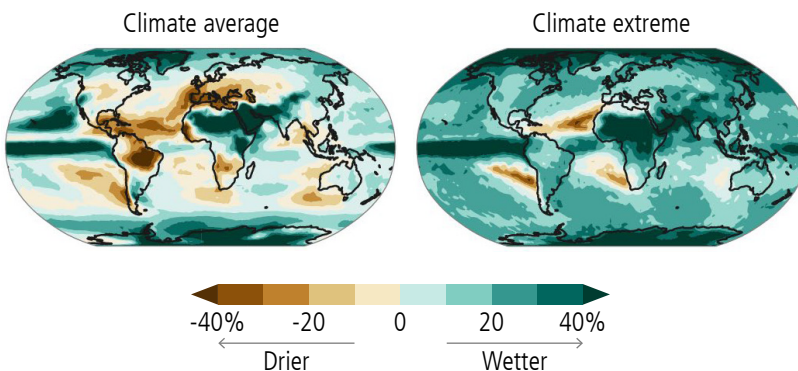 Climate average
Climate extreme
-40% -20 0 20 40%
Drier
Wetter